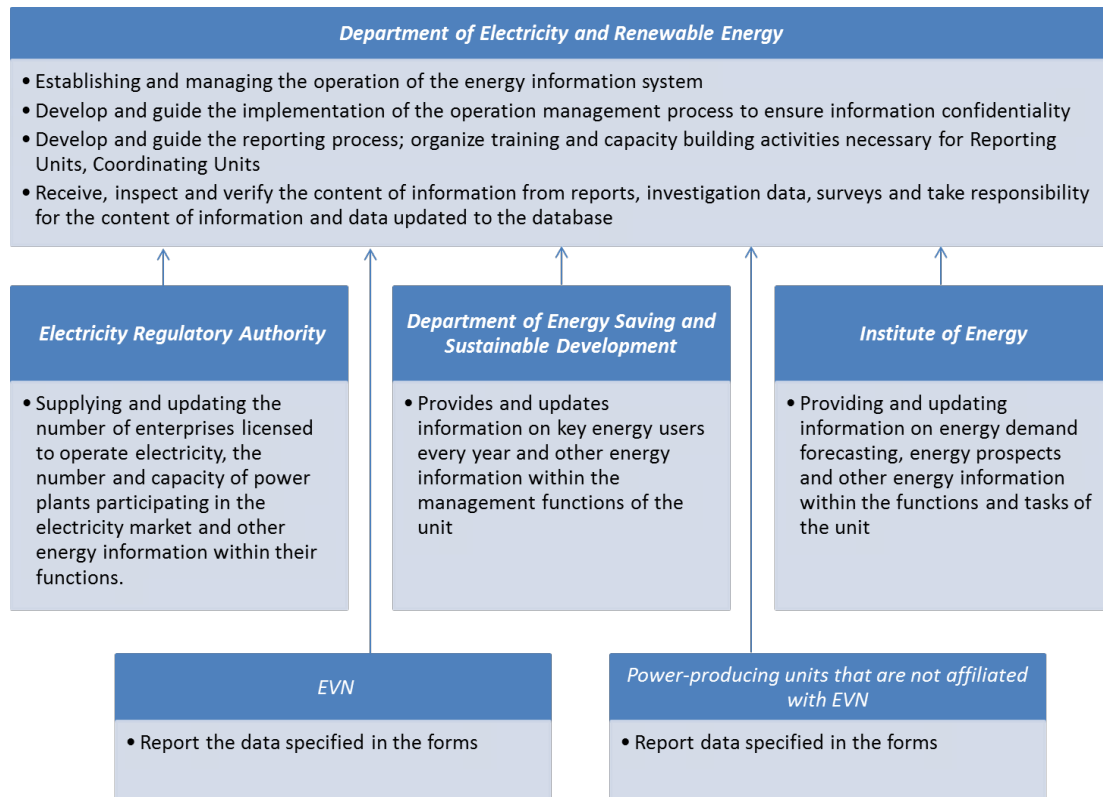 Department of Electricity and Renewable Energy
• Establishing and managing the operation of the energy information system
• Develop and guide the implementation of the operation management process to ensure information confidentiality
• Develop and guide the reporting process; organize training and capacity building activities necessary for Reporting
Units, Coordinating Units
• Receive, inspect and verify the content of information from reports, investigation data, surveys and take responsibility
for the content of information and data updated to the database
Electricity Regulatory Authority
• Supplying and updating the
number of enterprises licensed
to operate electricity, the
number and capacity of power
plants participating in the
electricity market and other
energy information within their
functions.
Department of Energy Saving and
Sustainable Development
• Provides and updates
information on key energy users
every year and other energy
information within the
management functions of the
unit
Institute of Energy
• Providing and updating
information on energy demand
forecasting, energy prospects
and other energy information
within the functions and tasks of
the unit
EVN
• Report the data specified in the forms
Power-producing units that are not affiliated
with EVN
• Report data specified in the forms